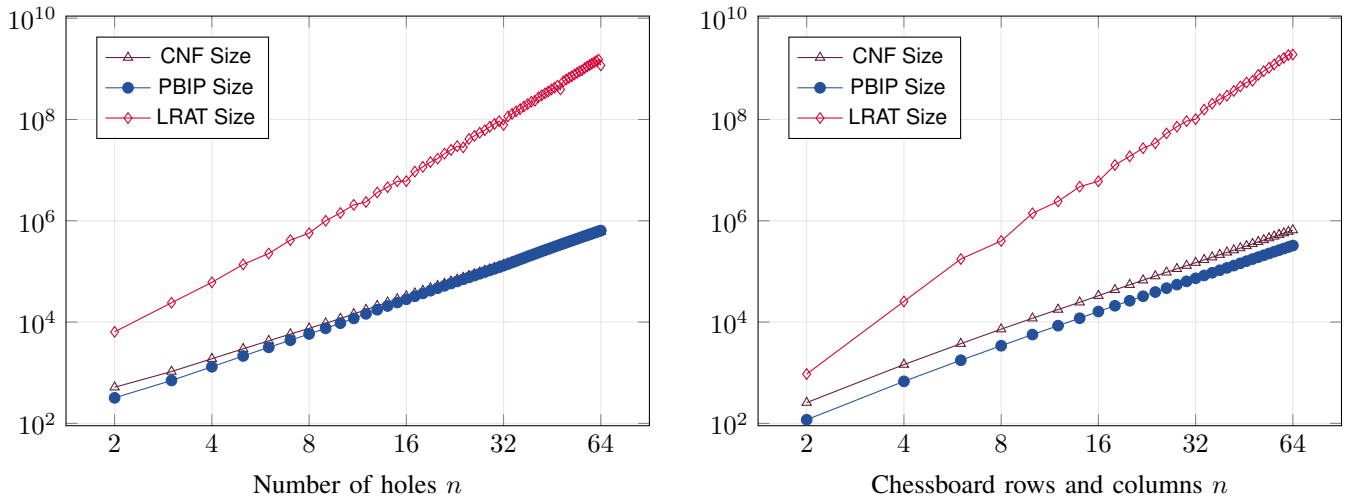 10^10
10^8
10^6
10^4
10^2
CNF Size
PBIP Size
LRAT Size
2 4 8 16 32 64
Number of holes n
10^10
10^8
10^6
10^4
10^2
CNF Size
PBIP Size
LRAT Size
2 4 8 16 32 64
Chessboard rows and columns n